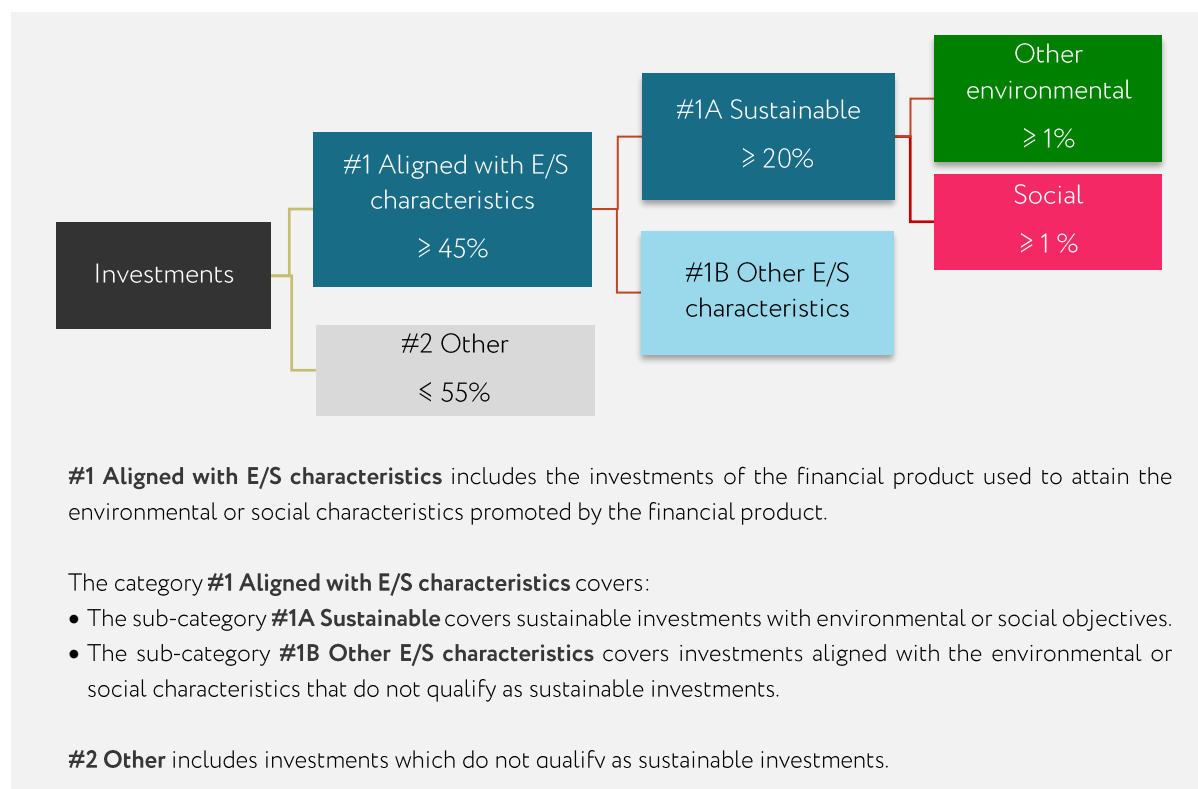 Other
environmental
⩾ 1%
#1A Sustainable
⩾ 20%
#1 Aligned with E/S
characteristics
⩾ 45%
Social
⩾ 1 %
Investments
#1B Other E/S
characteristics
#2 Other
⩽ 55%
#1 Aligned with E/S characteristics includes the investments of the financial product used to attain the
environmental or social characteristics promoted by the financial product.
The category #1 Aligned with E/S characteristics covers:
• The sub-category #1A Sustainable covers sustainable investments with environmental or social objectives.
• The sub-category #1B Other E/S characteristics covers investments aligned with the environmental or
social characteristics that do not qualify as sustainable investments.
#2 Other includes investments which do not qualify as sustainable investments.